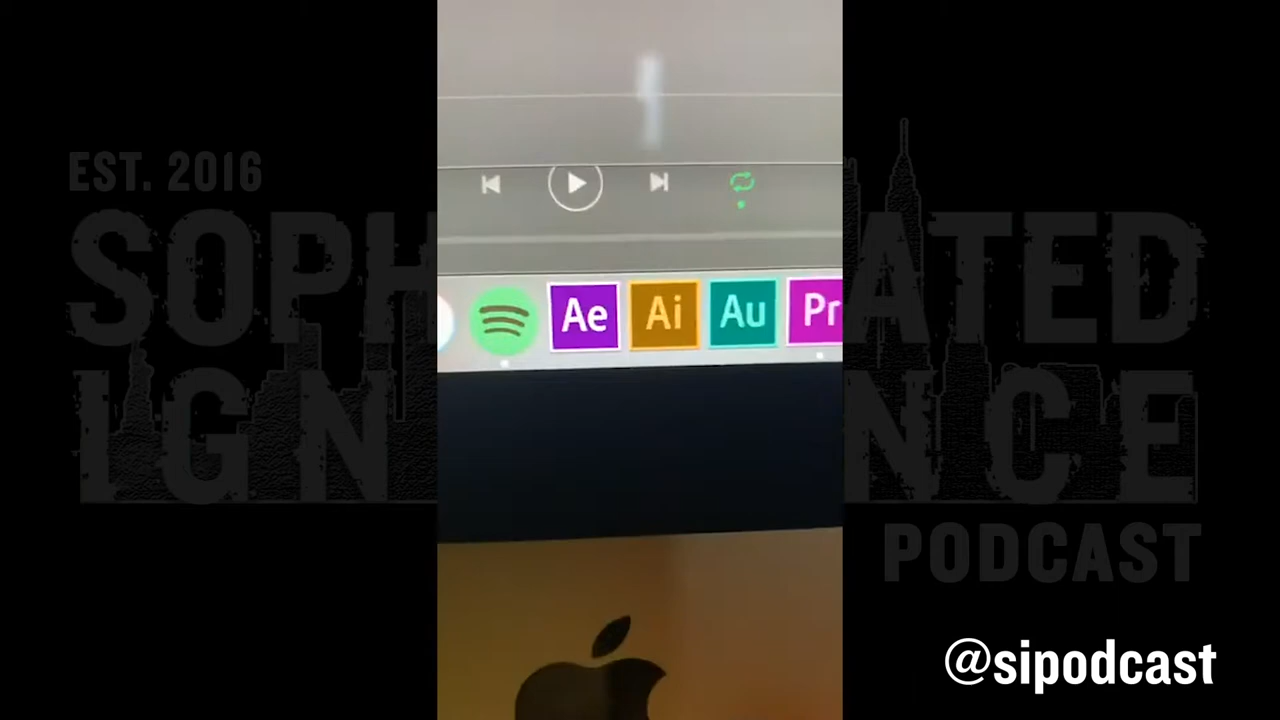 EST. 2016
SOPH ATED
IGN NCE
PODCAST
Ae Ai Au Pr
@sipodcast